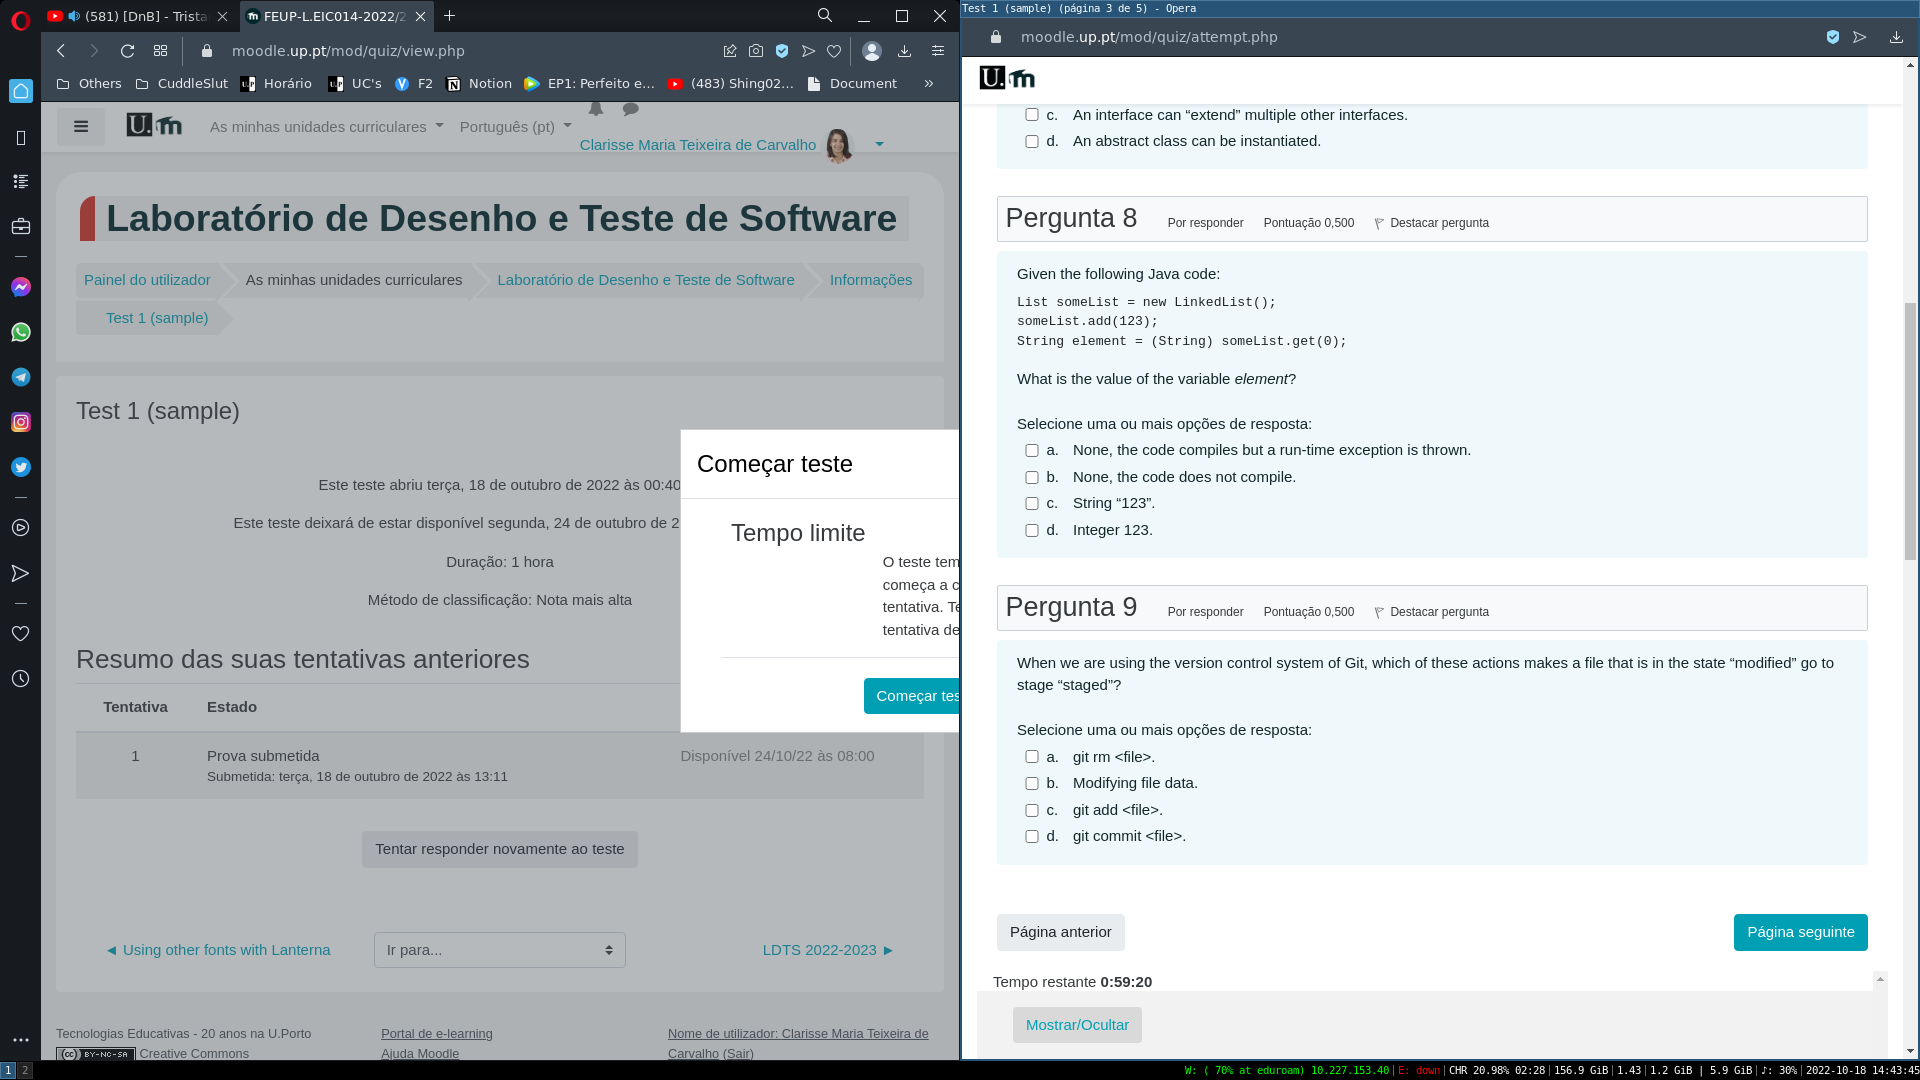 (581) [DnB] - Trista
FEUP-L.EIC014-2022/2
moodle.up.pt/mod/quiz/view.php
Others
CuddleSlut
Horário
UC's
F2
Notion
EP1: Perfeito e…
(483) Shing02…
Document
»
As minhas unidades curriculares
Português (pt)
Clarisse Maria Teixeira de Carvalho
Laboratório de Desenho e Teste de Software
Painel do utilizador
As minhas unidades curriculares
Laboratório de Desenho e Teste de Software
Informações
Test 1 (sample)
Test 1 (sample)
Este teste abriu terça, 18 de outubro de 2022 às 00:40
Este teste deixará de estar disponível segunda, 24 de outubro de 2
Duração: 1 hora
Método de classificação: Nota mais alta
Resumo das suas tentativas anteriores
Tentativa Estado
1 Prova submetida Disponível 24/10/22 às 08:00
Submetida: terça, 18 de outubro de 2022 às 13:11
Tentar responder novamente ao teste
◄ Using other fonts with Lanterna
Ir para...
LDTS 2022-2023 ►
Tecnologias Educativas - 20 anos na U.Porto
BY-NC-SA Creative Commons
Portal de e-learning
Ajuda Moodle
Nome de utilizador: Clarisse Maria Teixeira de
Carvalho (Sair)
Começar teste
Tempo limite
O teste tem
começa a c
tentativa. Te
tentativa de
Começar tes
Test 1 (sample) (página 3 de 5) - Opera
moodle.up.pt/mod/quiz/attempt.php
c. An interface can “extend” multiple other interfaces.
d. An abstract class can be instantiated.
Pergunta 8 Por responder Pontuação 0,500 Destacar pergunta
Given the following Java code:
List someList = new LinkedList();
someList.add(123);
String element = (String) someList.get(0);
What is the value of the variable element?
Selecione uma ou mais opções de resposta:
a. None, the code compiles but a run-time exception is thrown.
b. None, the code does not compile.
c. String “123”.
d. Integer 123.
Pergunta 9 Por responder Pontuação 0,500 Destacar pergunta
When we are using the version control system of Git, which of these actions makes a file that is in the state “modified” go to
stage “staged”?
Selecione uma ou mais opções de resposta:
a. git rm <file>.
b. Modifying file data.
c. git add <file>.
d. git commit <file>.
Página anterior
Página seguinte
Tempo restante 0:59:20
Mostrar/Ocultar
1 2
W: ( 70% at eduroam) 10.227.153.40|E: down|CHR 20.98% 02:28|156.9 GiB|1.43|1.2 GiB | 5.9 GiB|♪: 30%|2022-10-18 14:43:45